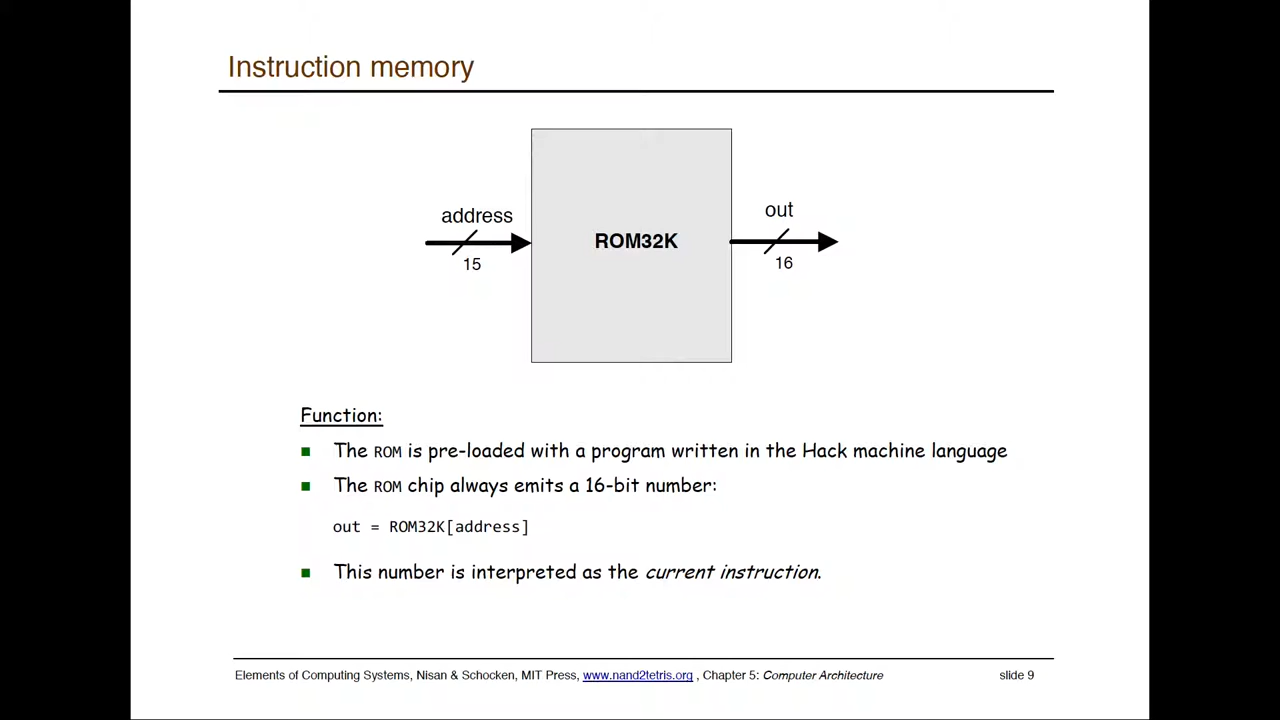 Instruction memory
address
15
ROM32K
out
16
Function:
The ROM is pre-loaded with a program written in the Hack machine language
The ROM chip always emits a 16-bit number:
out = ROM32K[address]
This number is interpreted as the current instruction.
Elements of Computing Systems, Nisan & Schocken, MIT Press, www.nand2tetris.org , Chapter 5: Computer Architecture
slide 9